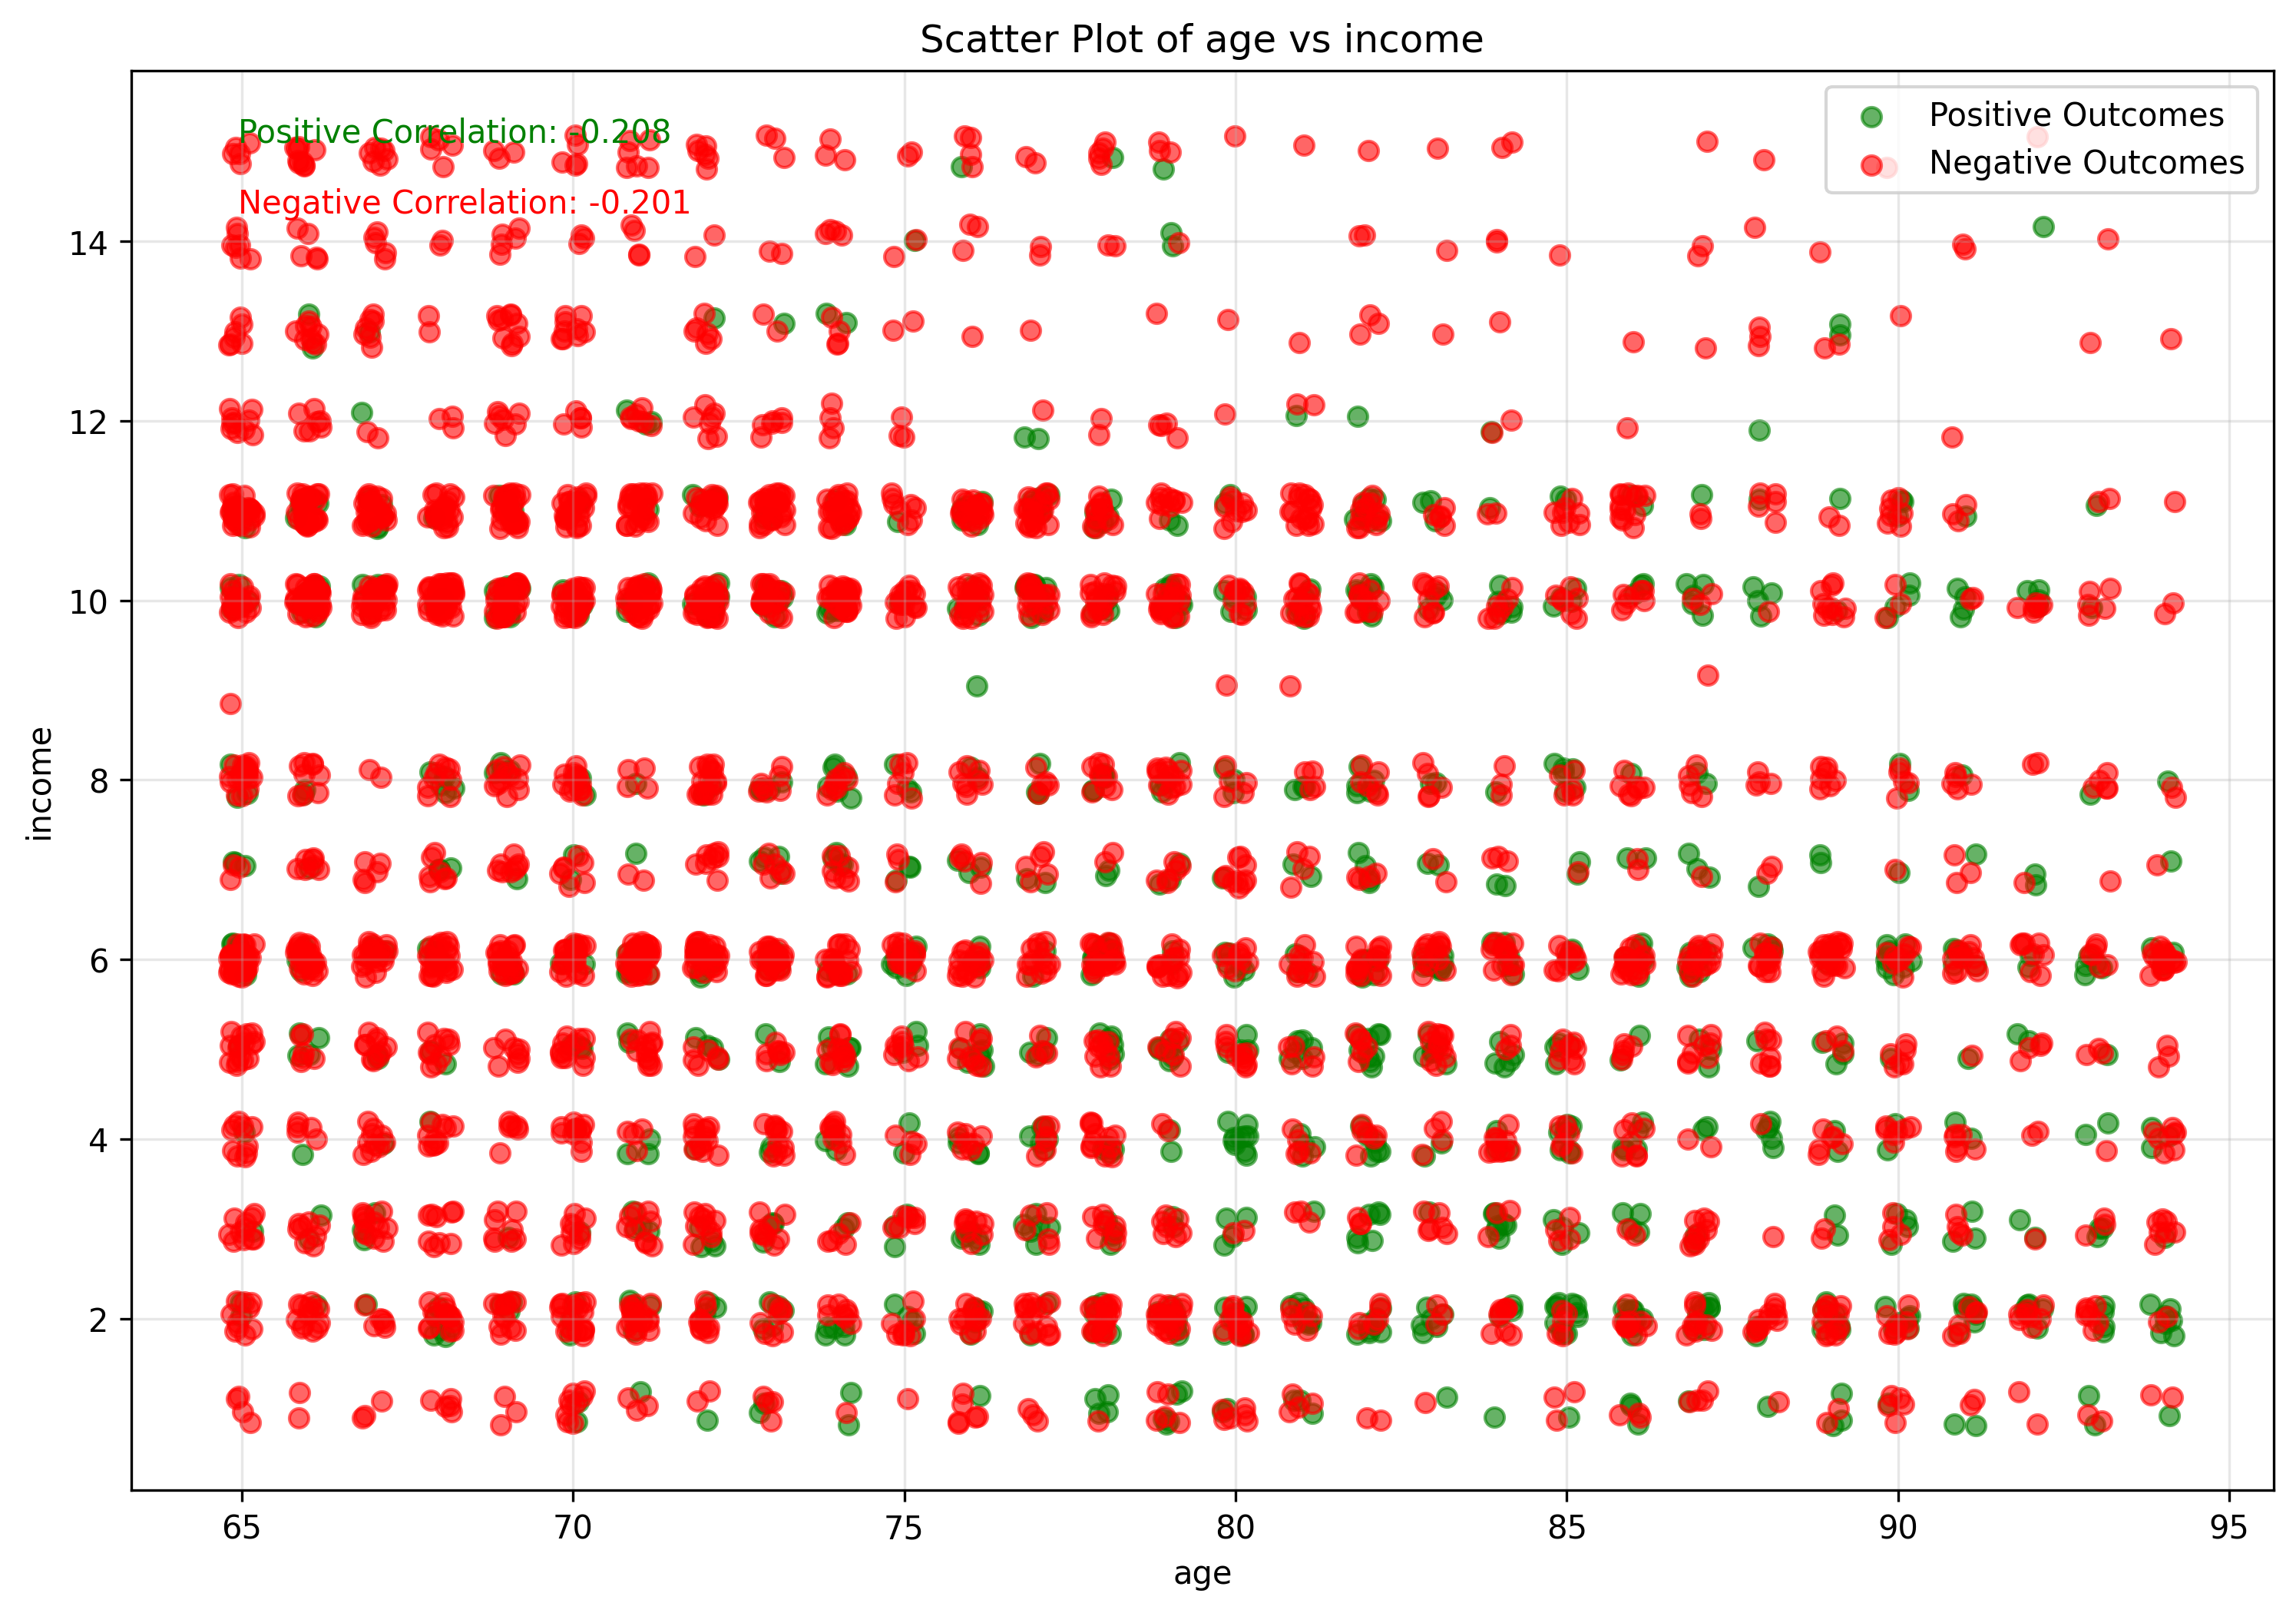 Scatter Plot of age vs income
Positive Correlation: -0.208
Negative Correlation: -0.201
Positive Outcomes
Negative Outcomes
14
12
10
8
6
4
2
income
65
70
75
80
85
90
95
age